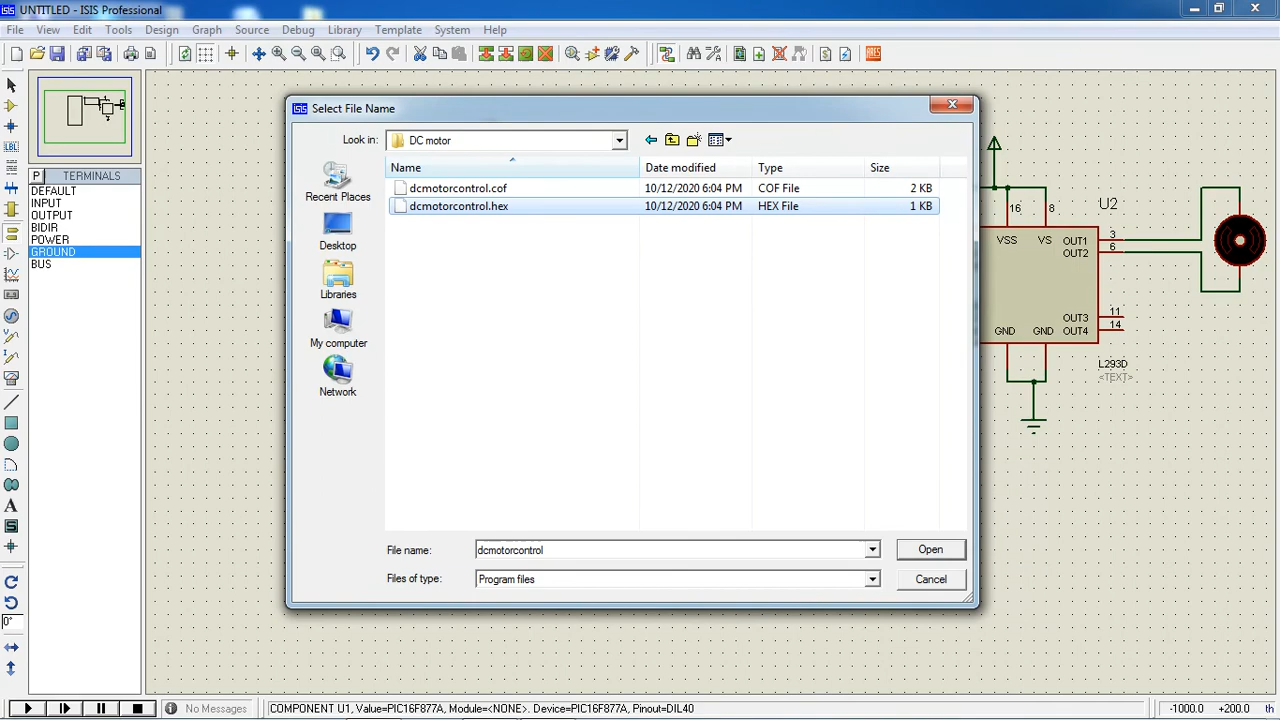 UNTITLED - ISIS Professional
File View Edit Tools Design Graph Source Debug Library Template System Help
LBL
ARES
P TERMINALS
DEFAULT
INPUT
OUTPUT
BIDIR
POWER
GROUND
BUS
A
S
0°
ISIS Select File Name
Look in: DC motor
Recent Places
Desktop
Libraries
My computer
Network
Name Date modified Type Size
dcmotorcontrol.cof 10/12/2020 6:04 PM COF File 2 KB
dcmotorcontrol.hex 10/12/2020 6:04 PM HEX File 1 KB
File name: dcmotorcontrol Open
Files of type: Program files Cancel
16 8 U2
VSS VS OUT1 3
OUT2 6
OUT3 11
GND GND OUT4 14
L293D
<TEXT>
No Messages COMPONENT U1, Value=PIC16F877A, Module=<NONE>. Device=PIC16F877A, Pinout=DIL40 -1000.0 +200.0 th